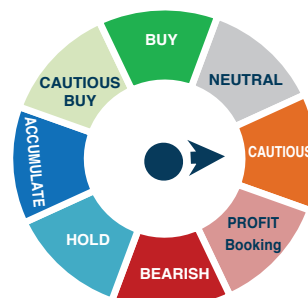 BUY
NEUTRAL
CAUTIOUS
PROFIT
Booking
BEARISH
HOLD
ACCUMULATE
CAUTIOUS
BUY